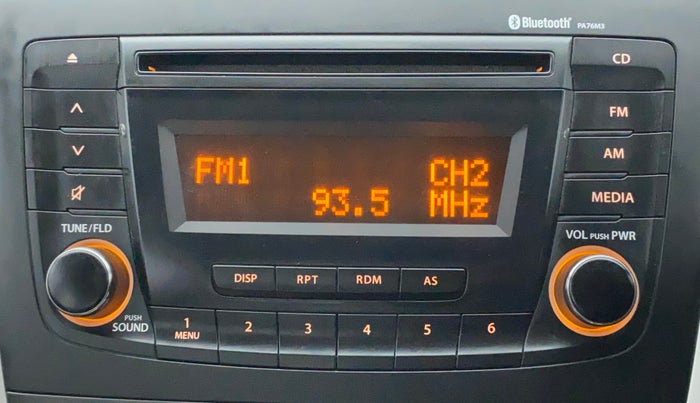 Bluetooth® PA76M3
CD
FM
AM
MEDIA
FM1 CH2
93.5 MHz
TUNE/FLD
PUSH
SOUND
VOL PUSH PWR
DISP RPT RDM AS
1 2 3 4 5 6
MENU